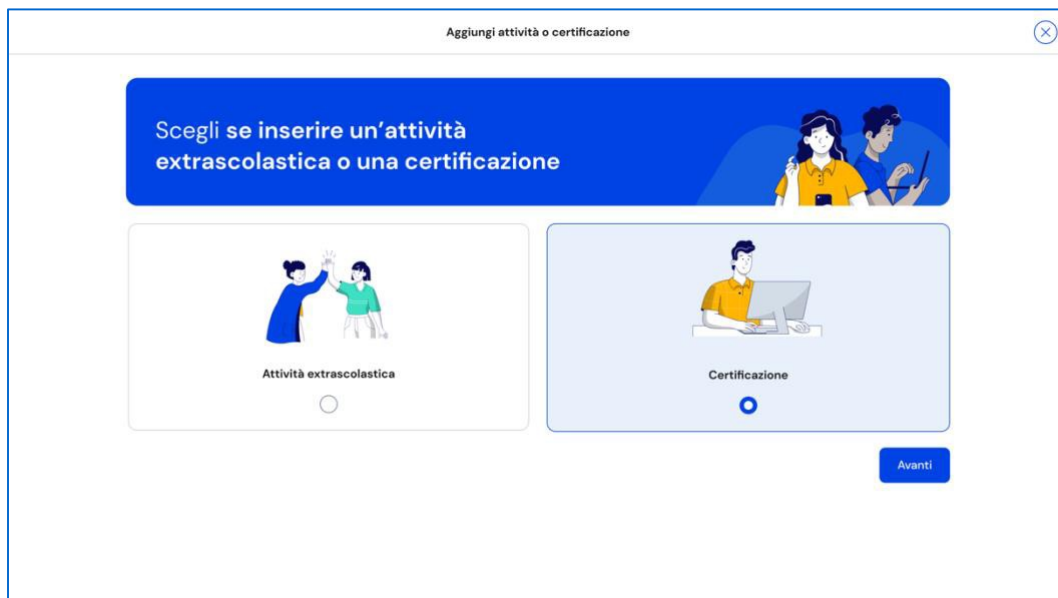 Aggiungi attività o certificazione
Scegli se inserire un'attività
extrascolastica o una certificazione
Attività extrascolastica
Certificazione
Avanti